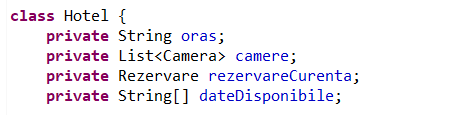 class Hotel {
    private String oras;
    private List<Camera> camere;
    private Rezervare rezervareCurenta;
    private String[] dateDisponibile;